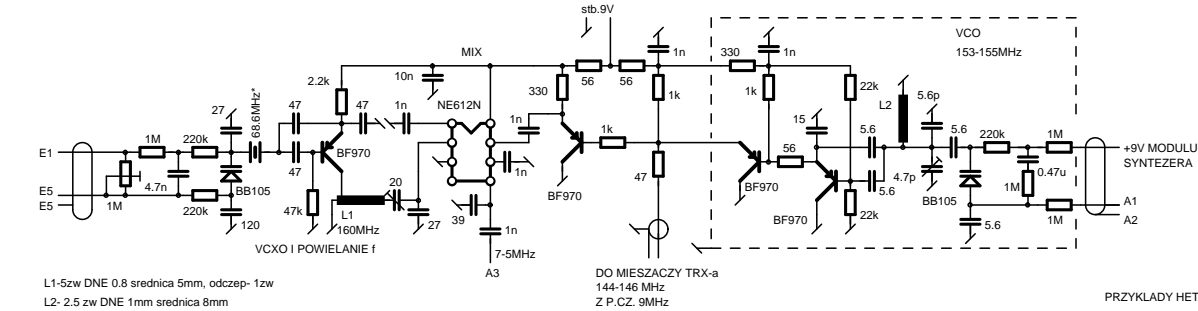 stb.9V
VCO
153-155MHz
MIX
1n
330
1n
2.2k
10n
56
56
1k
1k
22k
L2
5.6p
27
68.6MHz*
47
47
1n
NE612N
330
1n
15
5.6
5.6
220k
1M
E1
1M
220k
47
BF970
1k
56
+9V MODULU
SYNTEZERA
E5
E5
4.7n
BB105
20
1n
BF970
47
BF970
5.6
4.7p
BB105
1M
0.47u
1M
220k
120
47k
L1
160MHz
27
39
1n
BF970
22k
5.6
1M
A1
A2
VCXO I POWIELANIE f
7-5MHz
A3
DO MIESZACZY TRX-a
144-146 MHz
Z P.CZ. 9MHz
L1-5zw DNE 0.8 srednica 5mm, odczep- 1zw
L2- 2.5 zw DNE 1mm srednica 8mm
PRZYKLADY HET